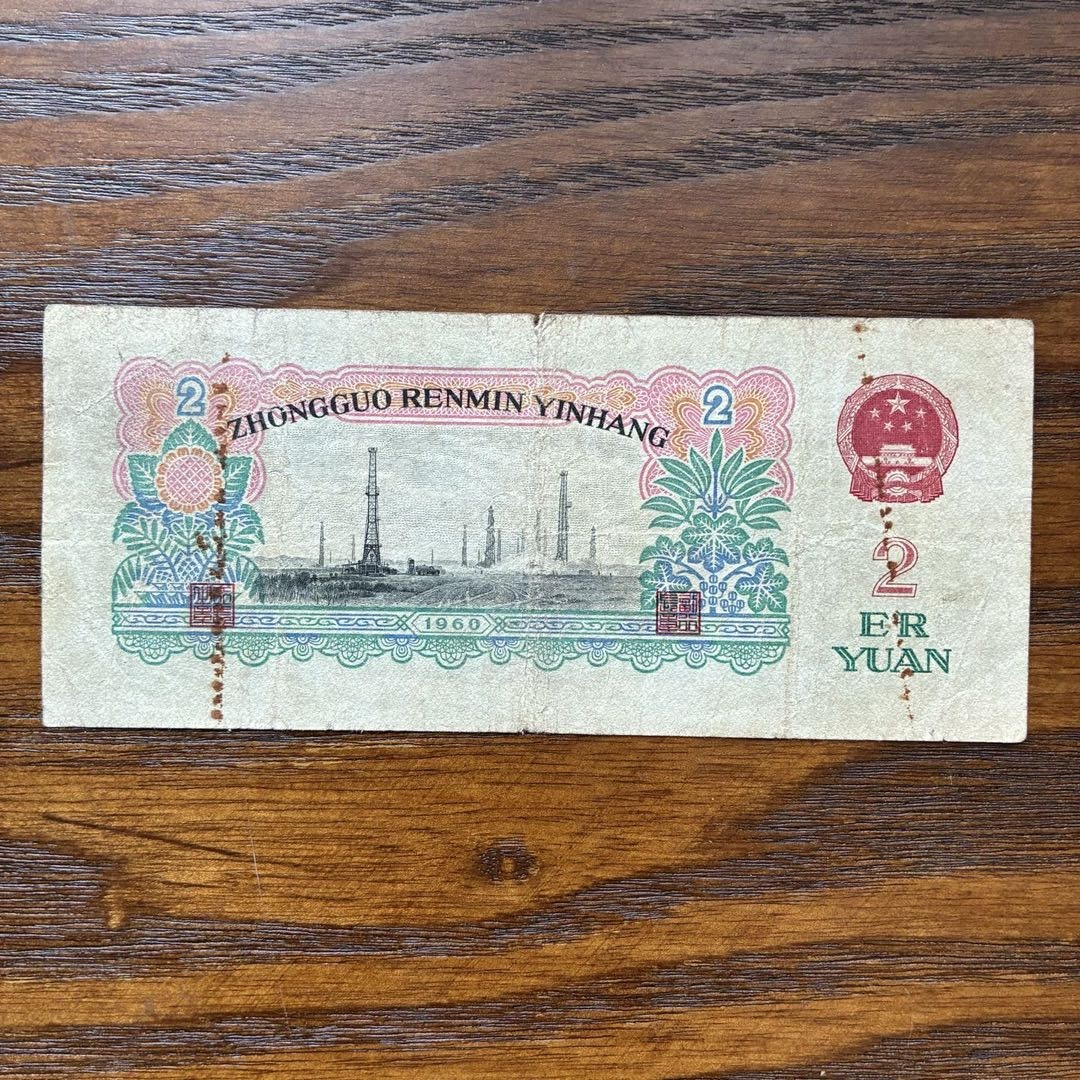 2
2
ZHONGGUO RENMIN YINHANG
1960
2
ER
YUAN